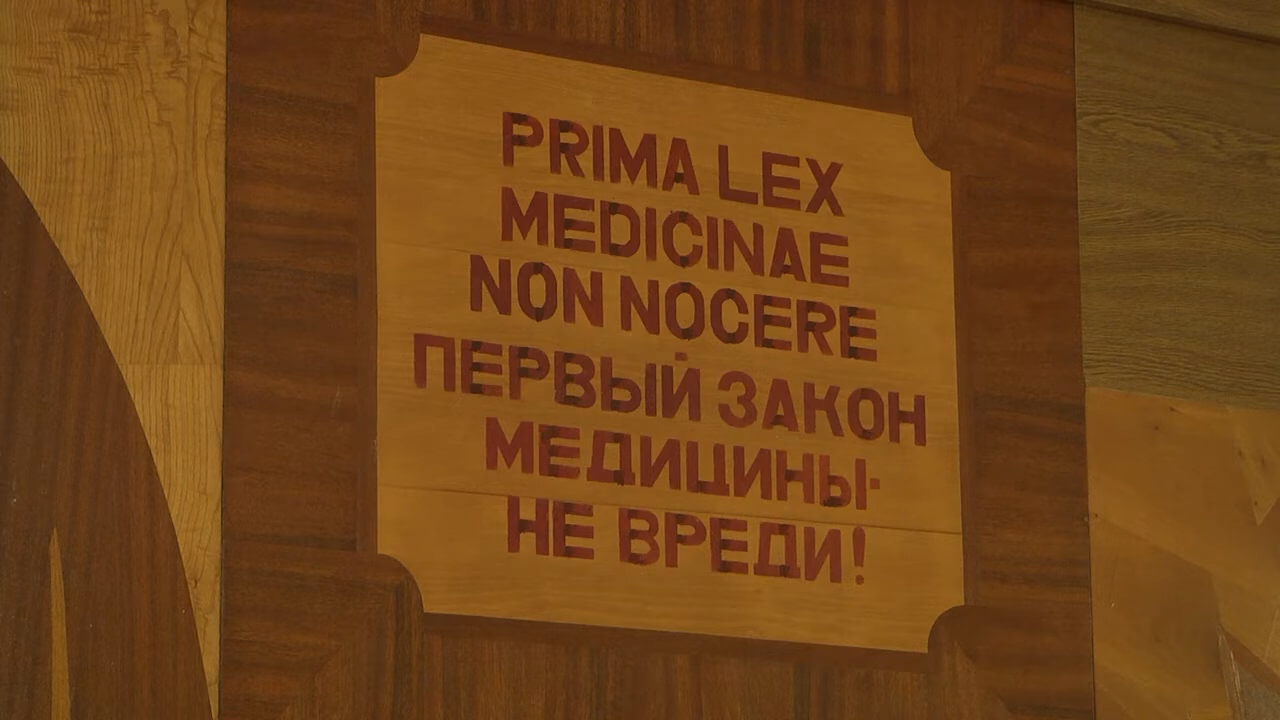 PRIMA LEX
MEDICINAE
NON NOCERE
ПЕРВЫЙ ЗАКОН
МЕДИЦИНЫ-
НЕ ВРЕДИ!